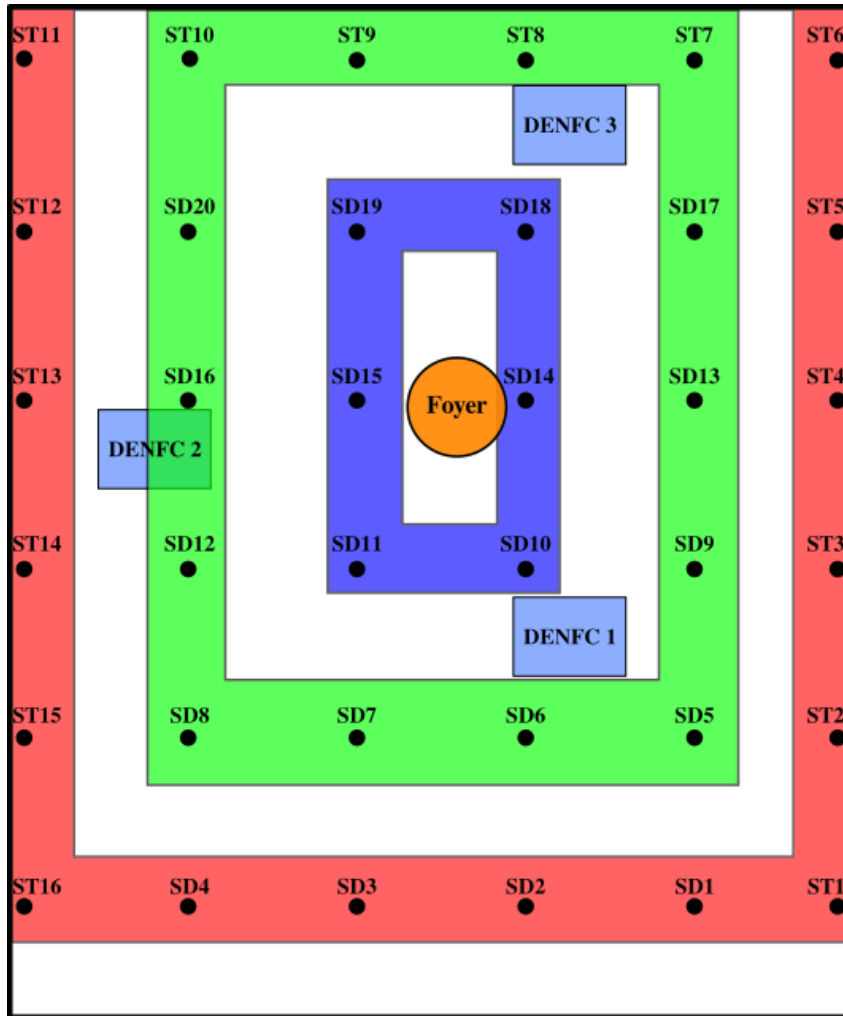 ST11 ST10 ST9 ST8 ST7 ST6
DENFC 3
ST12 SD20 SD19 SD18 SD17 ST5
ST13 SD16 SD15 SD14 SD13 ST4
Foyer
DENFC 2
ST14 SD12 SD11 SD10 SD9 ST3
DENFC 1
ST15 SD8 SD7 SD6 SD5 ST2
ST16 SD4 SD3 SD2 SD1 ST1